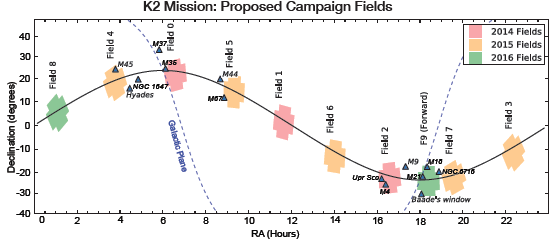 K2 Mission: Proposed Campaign Fields
2014 Fields
2015 Fields
2016 Fields
Field 8
Field 4
Field 0
Field 5
Field 1
Field 6
Field 2
F9 (Forward)
Field 7
Field 3
M37
M45
M35
NGC 1647
Hyades
M44
M67
Galactic Plane
M9
M18
Upr Sco
M21
NGC 6716
M4
Baade's window
Declination (degrees)
40
30
20
10
0
-10
-20
-30
-40
0 2 4 6 8 10 12 14 16 18 20 22
RA (Hours)